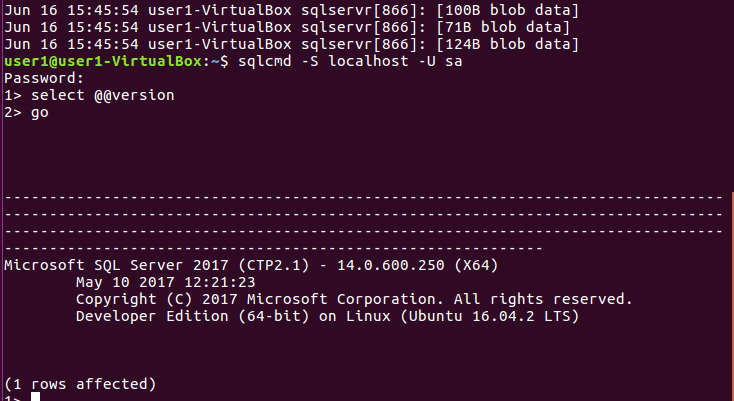 Jun 16 15:45:54 user1-VirtualBox sqlservr[866]: [100B blob data]
Jun 16 15:45:54 user1-VirtualBox sqlservr[866]: [71B blob data]
Jun 16 15:45:54 user1-VirtualBox sqlservr[866]: [124B blob data]
user1@user1-VirtualBox:~$ sqlcmd -S localhost -U sa
Password:
1> select @@version
2> go
--------------------------------------------------------------------------------
--------------------------------------------------------------------------------
--------------------------------------------------------------------------------
------------------------------------------------------------
Microsoft SQL Server 2017 (CTP2.1) - 14.0.600.250 (X64)
May 10 2017 12:21:23
Copyright (C) 2017 Microsoft Corporation. All rights reserved.
Developer Edition (64-bit) on Linux (Ubuntu 16.04.2 LTS)
(1 rows affected)
1>